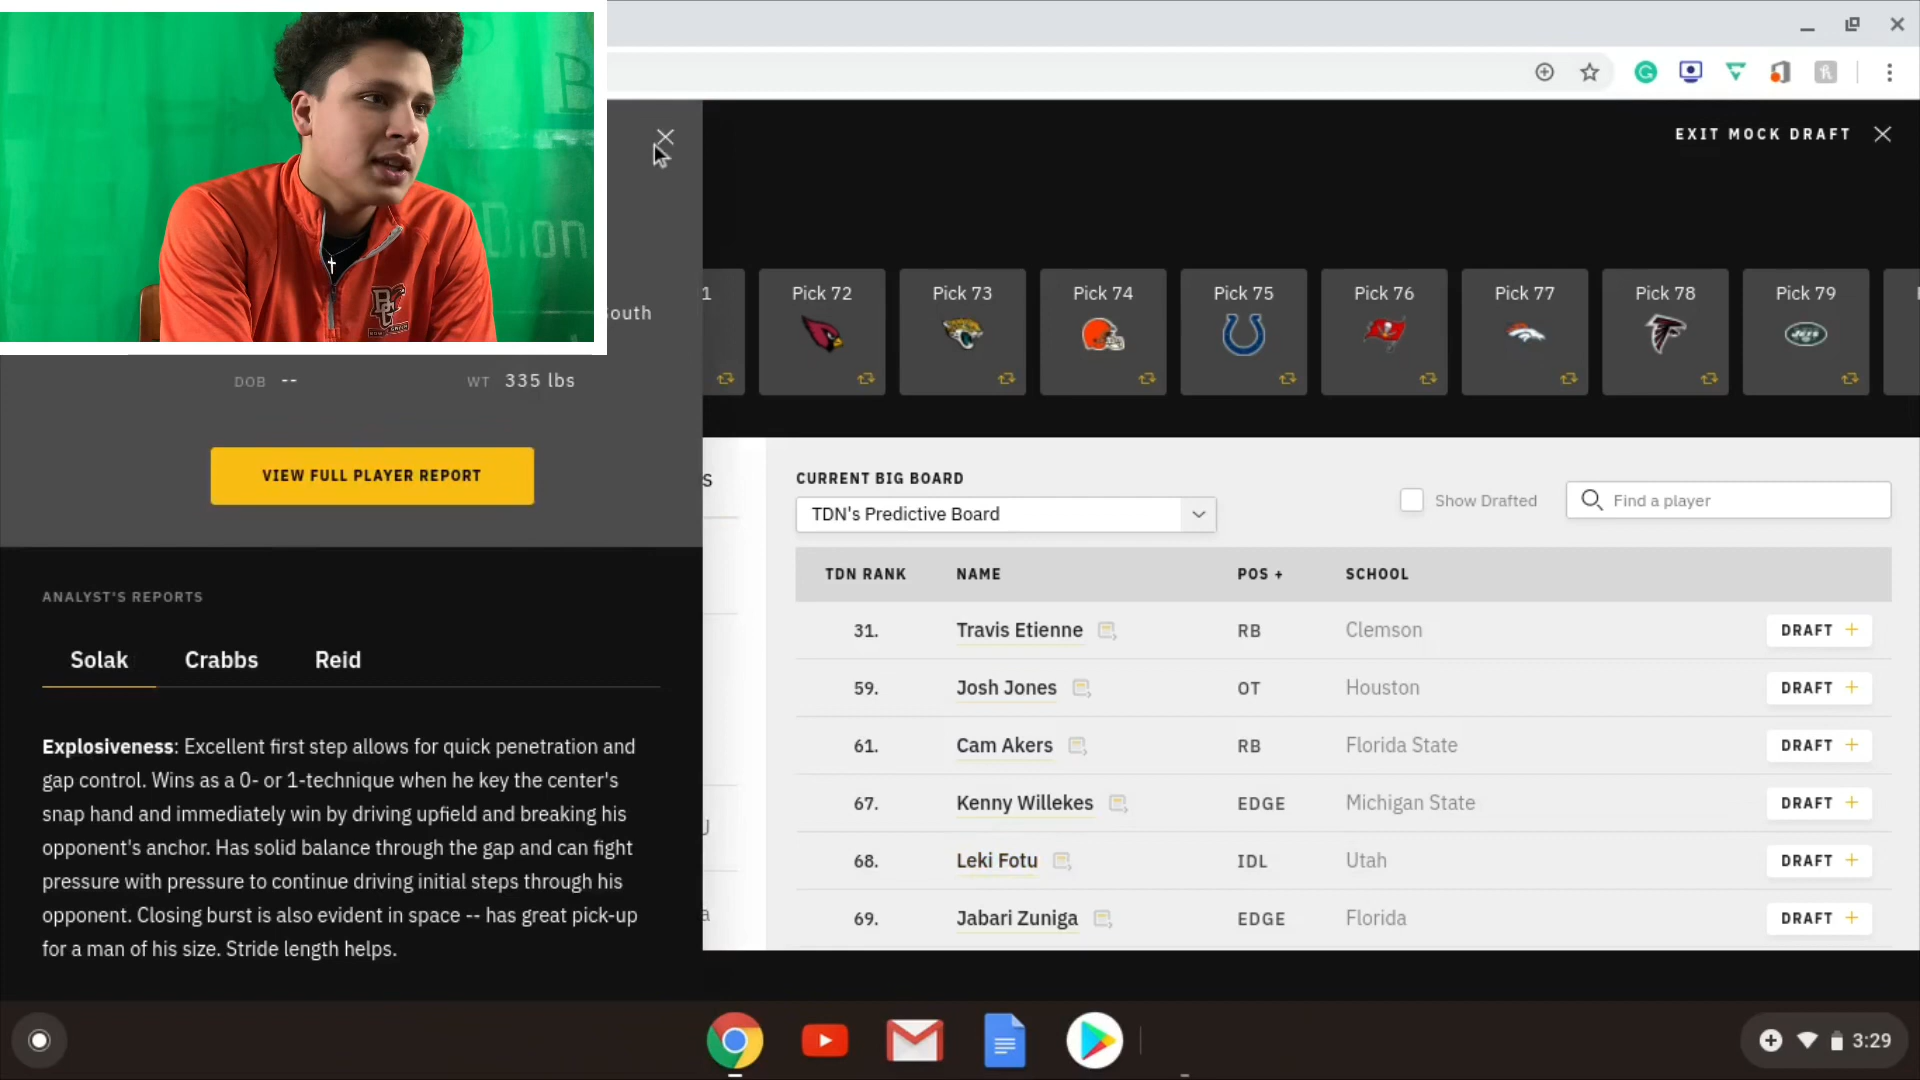 EXIT MOCK DRAFT
outh
1
Pick 72
Pick 73
Pick 74
Pick 75
Pick 76
Pick 77
Pick 78
Pick 79
JETS
DOB -- WT 335 lbs
VIEW FULL PLAYER REPORT
ANALYST'S REPORTS
Solak Crabbs Reid
Explosiveness: Excellent first step allows for quick penetration and
gap control. Wins as a 0- or 1-technique when he key the center's
snap hand and immediately win by driving upfield and breaking his
opponent's anchor. Has solid balance through the gap and can fight
pressure with pressure to continue driving initial steps through his
opponent. Closing burst is also evident in space -- has great pick-up
for a man of his size. Stride length helps.
s
a
CURRENT BIG BOARD
TDN's Predictive Board
Show Drafted
Find a player
TDN RANK NAME POS + SCHOOL
31. Travis Etienne RB Clemson DRAFT +
59. Josh Jones OT Houston DRAFT +
61. Cam Akers RB Florida State DRAFT +
67. Kenny Willekes EDGE Michigan State DRAFT +
68. Leki Fotu IDL Utah DRAFT +
69. Jabari Zuniga EDGE Florida DRAFT +
3:29